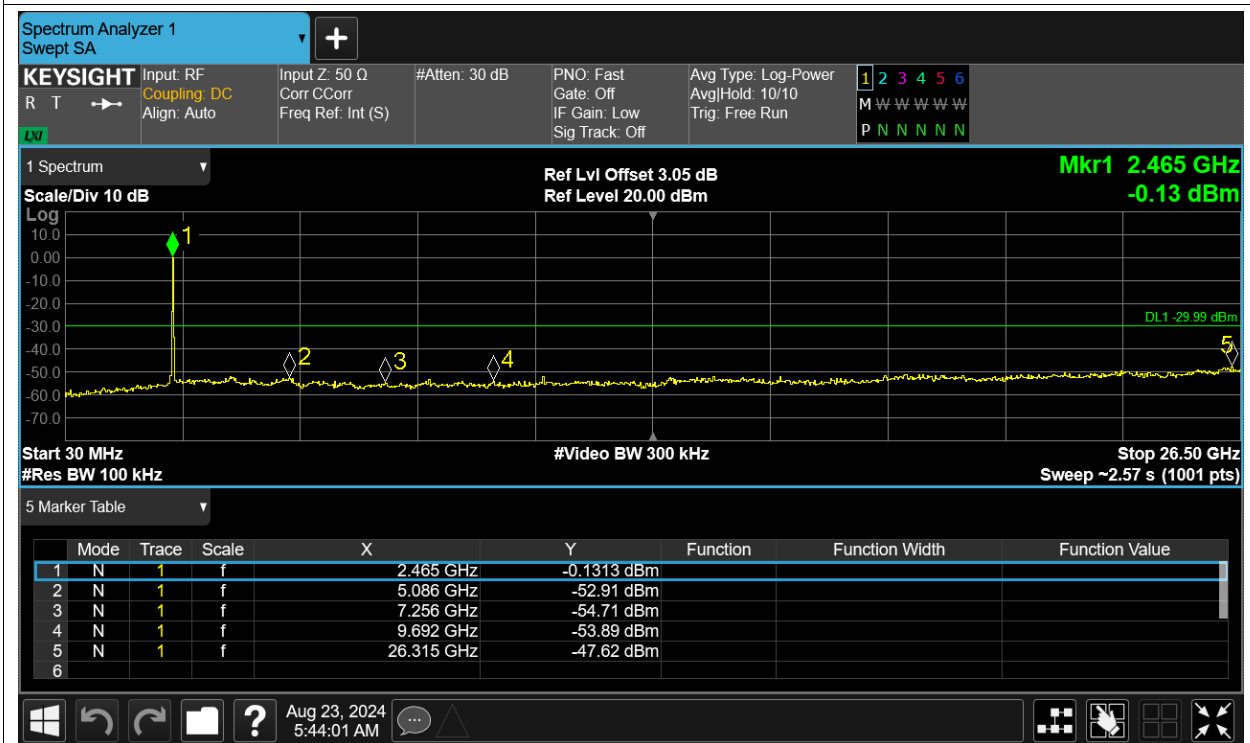 Spectrum Analyzer 1
Swept SA
KEYSIGHT Input: RF Input Z: 50 Ω #Atten: 30 dB PNO: Fast Avg Type: Log-Power 1 2 3 4 5 6
R T Coupling: DC Corr CCorr Gate: Off Avg|Hold: 10/10 M W W W W W
Align: Auto Freq Ref: Int (S) IF Gain: Low Trig: Free Run
LXI Sig Track: Off P N N N N N
1 Spectrum
Ref Lvl Offset 3.05 dB
Mkr1 2.465 GHz
Scale/Div 10 dB Ref Level 20.00 dBm -0.13 dBm
Log
10.0
1
0.00
-10.0
-20.0
DL1 -29.99 dBm
-30.0
-40.0
2 3 4 5
-50.0
-60.0
-70.0
Start 30 MHz #Video BW 300 kHz Stop 26.50 GHz
#Res BW 100 kHz Sweep ~2.57 s (1001 pts)
5 Marker Table
Mode Trace Scale X Y Function Function Width Function Value
1 N 1 f 2.465 GHz -0.1313 dBm
2 N 1 f 5.086 GHz -52.91 dBm
3 N 1 f 7.256 GHz -54.71 dBm
4 N 1 f 9.692 GHz -53.89 dBm
5 N 1 f 26.315 GHz -47.62 dBm
6
Aug 23, 2024
5:44:01 AM